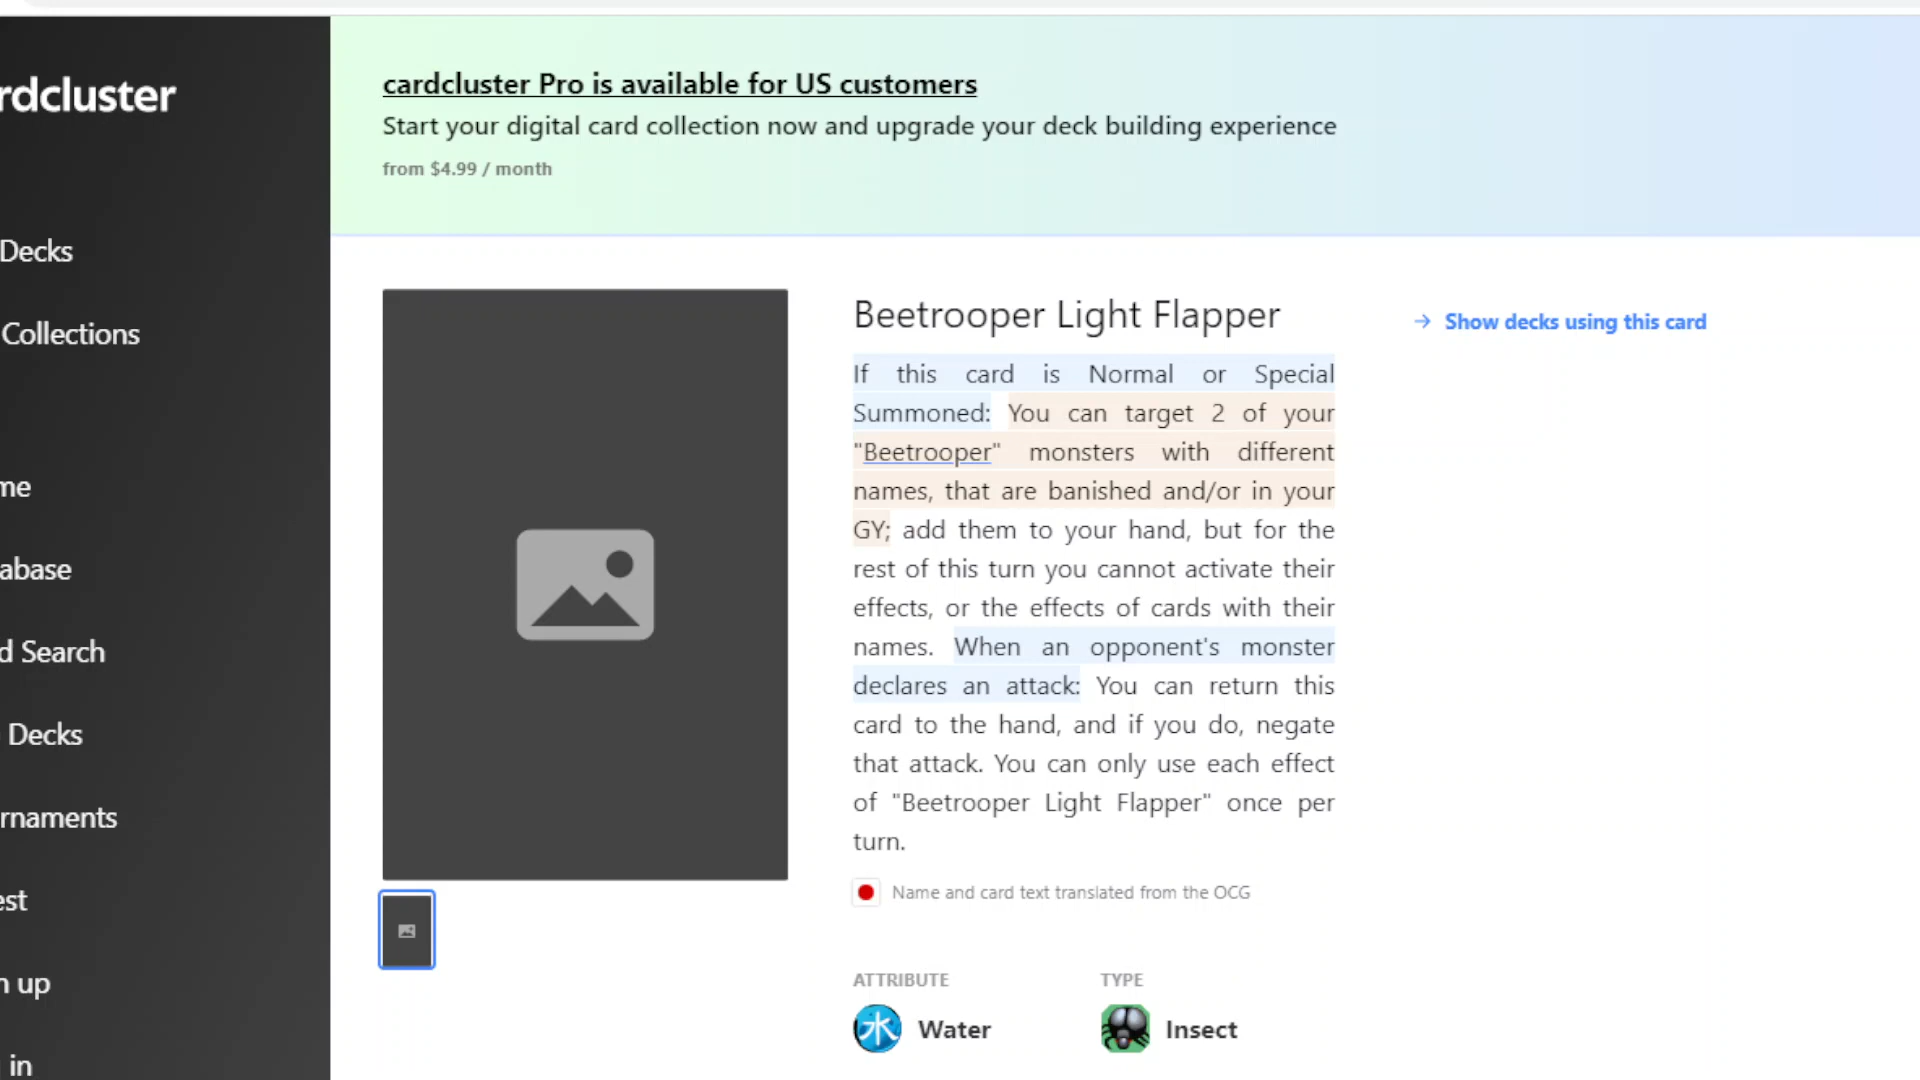 rdcluster
Decks
Collections
me
abase
d Search
Decks
rnaments
est
n up
in
cardcluster Pro is available for US customers
Start your digital card collection now and upgrade your deck building experience
from $4.99 / month
Beetrooper Light Flapper
If this card is Normal or Special
Summoned: You can target 2 of your
"Beetrooper" monsters with different
names, that are banished and/or in your
GY; add them to your hand, but for the
rest of this turn you cannot activate their
effects, or the effects of cards with their
names. When an opponent's monster
declares an attack: You can return this
card to the hand, and if you do, negate
that attack. You can only use each effect
of "Beetrooper Light Flapper" once per
turn.
Name and card text translated from the OCG
ATTRIBUTE
水 Water
TYPE
Insect
→ Show decks using this card